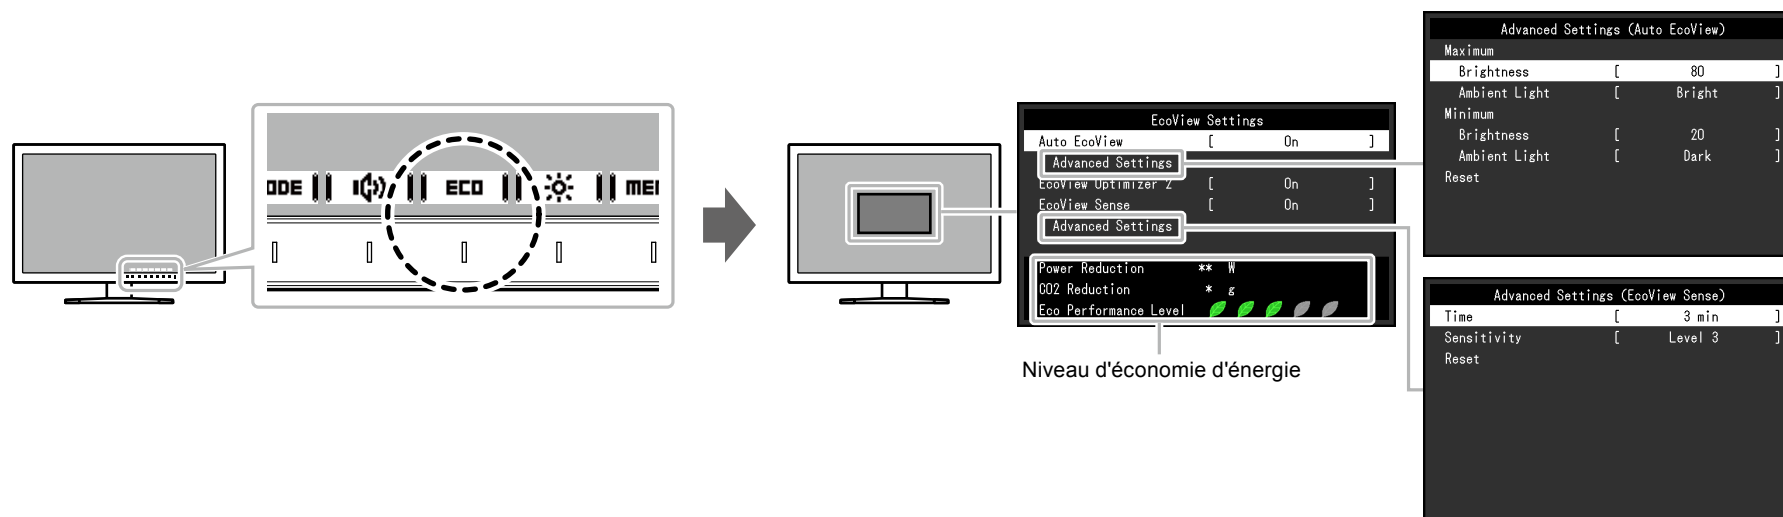 ODE ECO MEI
EcoView Settings
Auto EcoView [ On ]
Advanced Settings
EcoView Optimizer 2 [ On ]
EcoView Sense [ On ]
Advanced Settings
Power Reduction ** W
CO2 Reduction * g
Eco Performance Level
Niveau d'économie d'énergie
Advanced Settings (Auto EcoView)
Maximum
Brightness [ 80 ]
Ambient Light [ Bright ]
Minimum
Brightness [ 20 ]
Ambient Light [ Dark ]
Reset
Advanced Settings (EcoView Sense)
Time [ 3 min ]
Sensitivity [ Level 3 ]
Reset